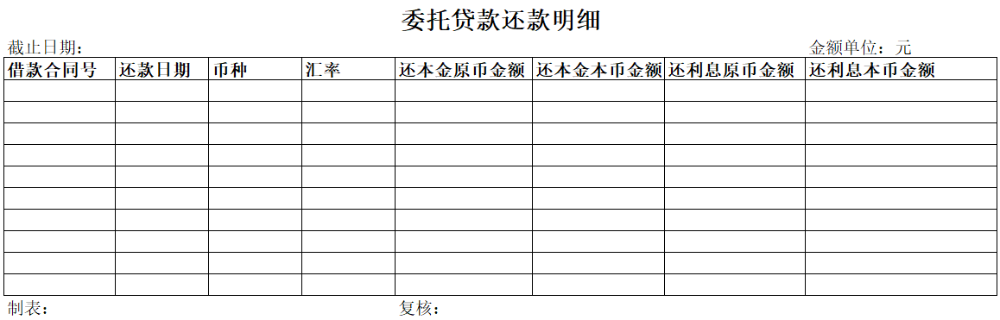 委托贷款还款明细
截止日期： 金额单位：元
借款合同号 还款日期 币种 汇率 还本金原币金额 还本金本币金额 还利息原币金额 还利息本币金额
制表： 复核：